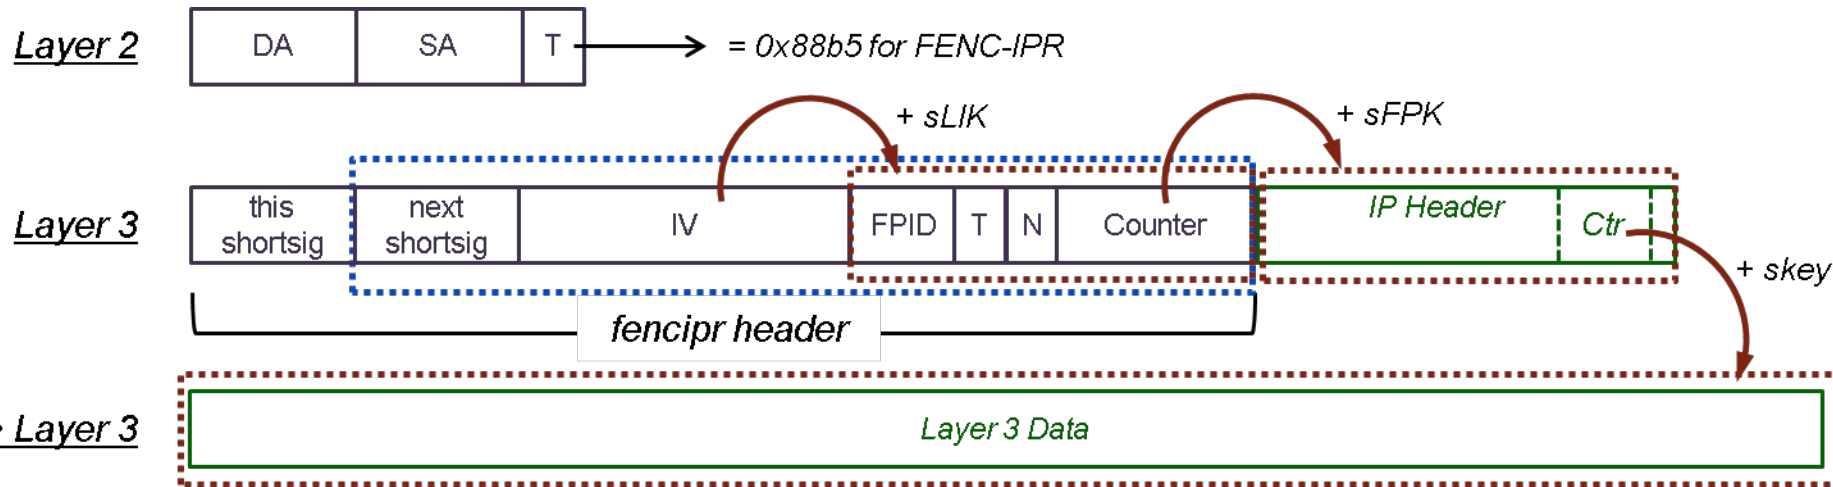 Layer 2
DA
SA
T
= 0x88b5 for FENC-IPR
+ sLIK
+ sFPK
Layer 3
this
shortsig
next
shortsig
IV
FPID
T
N
Counter
IP Header
Ctr
+ skey
fencipr header
Layer 3
Layer 3 Data